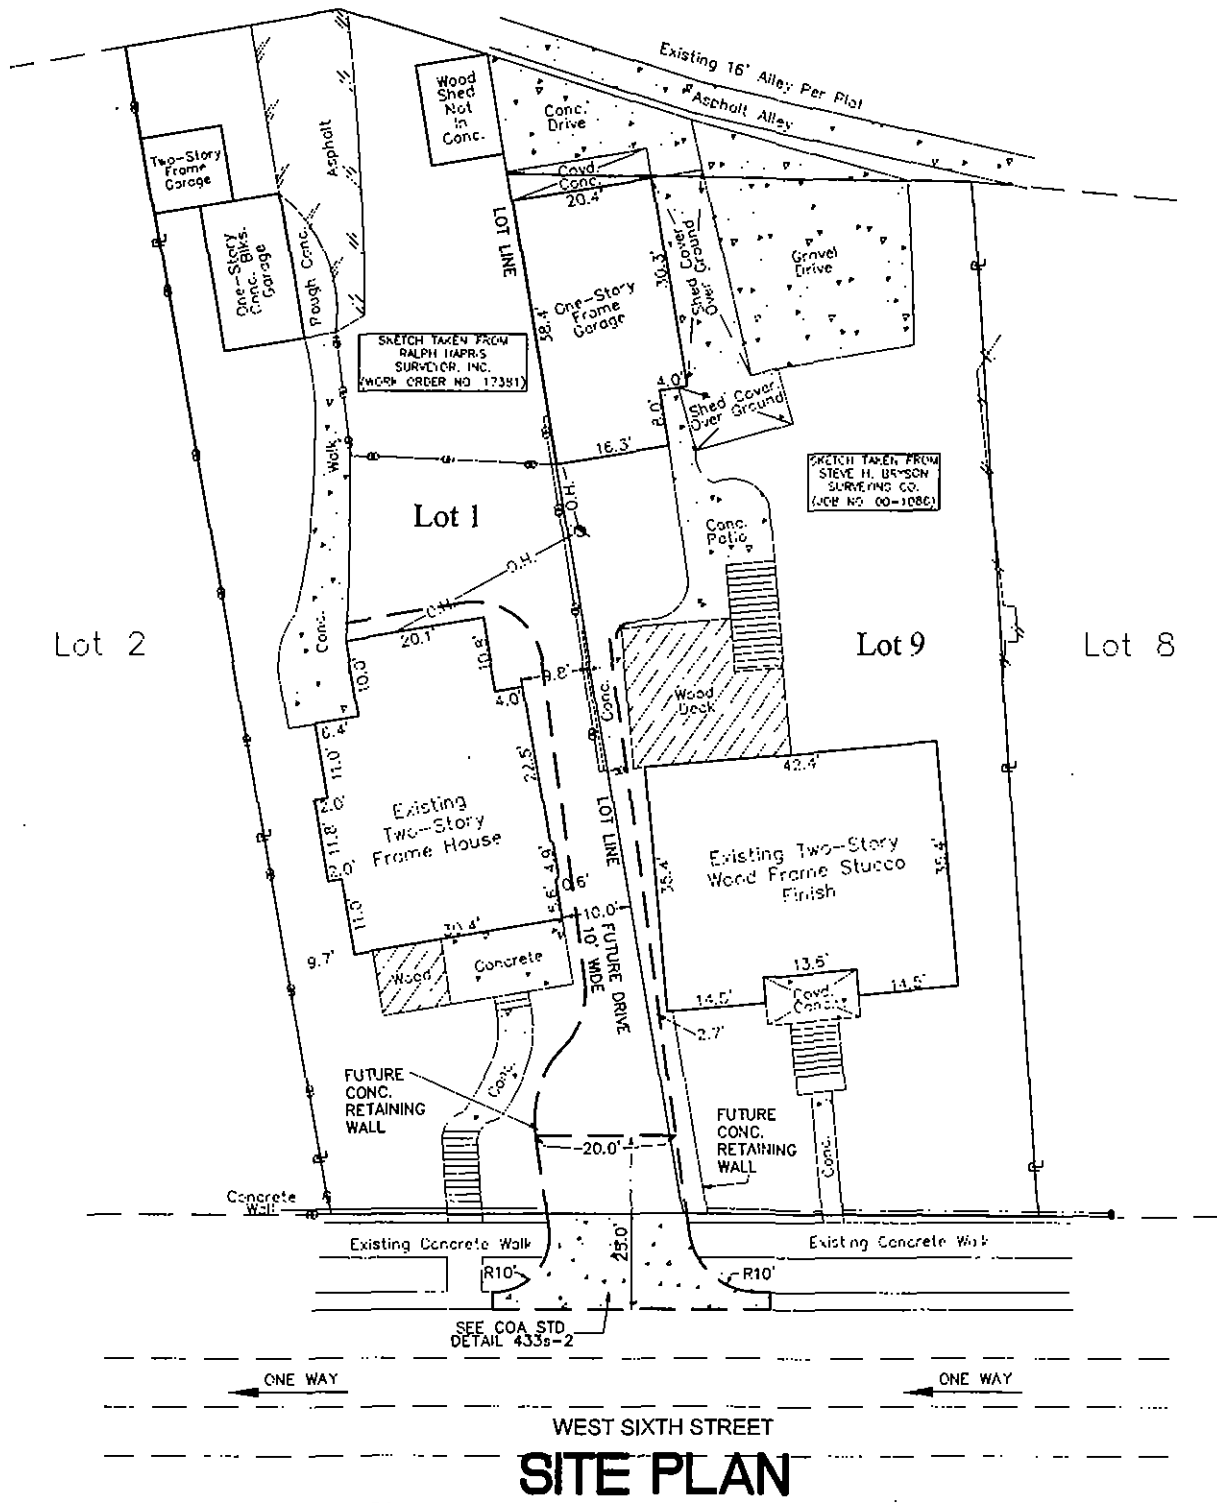 Existing 16' Alley Per Plat
Asphalt Alley
Wood
Shed
Not
In
Conc.
Conc.
Drive
Covd.
Conc.
20.4'
Two-Story
Frame
Garage
Asphalt
One-Story
Conc. Blks.
Garage
Rough Conc.
LOT LINE
58.4'
One-Story
Frame
Garage
30.3'
Shed Cover
Over Ground
Gravel
Drive
SKETCH TAKEN FROM
RALPH HARRIS
SURVEYOR, INC.
(WORK ORDER NO. 17381)
4.0'
8.0'
Shed Cover
Over Ground
16.3'
Walk
SKETCH TAKEN FROM
STEVE H. BRYSON
SURVEYING CO.
(JOB NO. 00-1086)
Lot 1
O.H.
Conc.
Patio
O.H.
O.H.
Conc.
20.1'
10.8'
Lot 2
Lot 9
Lot 8
10.0'
9.8'
4.0'
Conc.
Wood
Deck
11.0'
22.5'
42.4'
2.0'
Existing
Two-Story
Frame House
LOT LINE
11.8'
Existing Two-Story
Wood Frame Stucco
Finish
35.4'
2.0'
4.9'
0.6'
11.0'
10.0'
30.4'
FUTURE DRIVE
10' WIDE
9.7'
Wood
Concrete
13.6'
Covd.
Conc.
14.5'
14.5'
2.7'
Conc.
FUTURE
CONC.
RETAINING
WALL
FUTURE
CONC.
RETAINING
WALL
20.0'
Conc.
Concrete
Wall
Existing Concrete Walk
25.0'
Existing Concrete Walk
R10'
R10'
SEE COA STD
DETAIL 433s-2
ONE WAY
ONE WAY
WEST SIXTH STREET
SITE PLAN